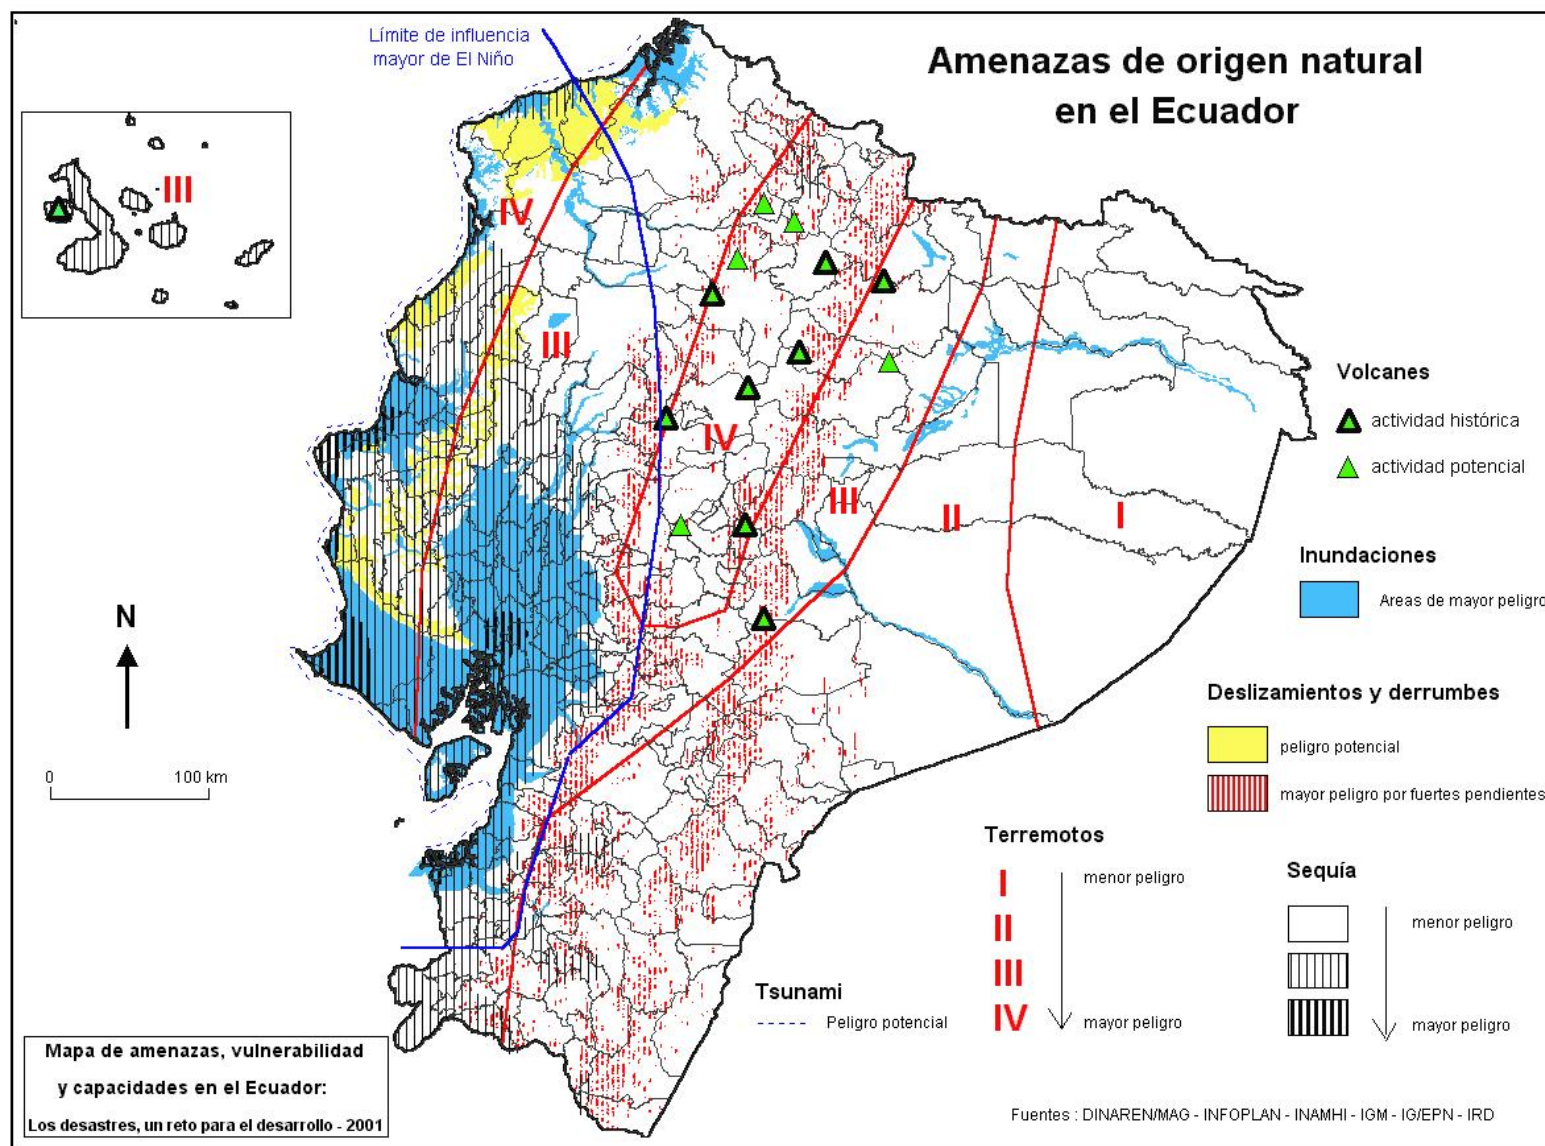 Límite de influencia
mayor de El Niño
Amenazas de origen natural
en el Ecuador
III
IV
III
IV
III
II
I
N
0
100 km
Volcanes
actividad histórica
actividad potencial
Inundaciones
Areas de mayor peligro
Deslizamientos y derrumbes
peligro potencial
mayor peligro por fuertes pendientes
Terremotos
I
menor peligro
II
III
IV
mayor peligro
Sequía
menor peligro
mayor peligro
Tsunami
Peligro potencial
Mapa de amenazas, vulnerabilidad
y capacidades en el Ecuador:
Los desastres, un reto para el desarrollo - 2001
Fuentes : DINAREN/MAG - INFOPLAN - INAMHI - IGM - IG/EPN - IRD